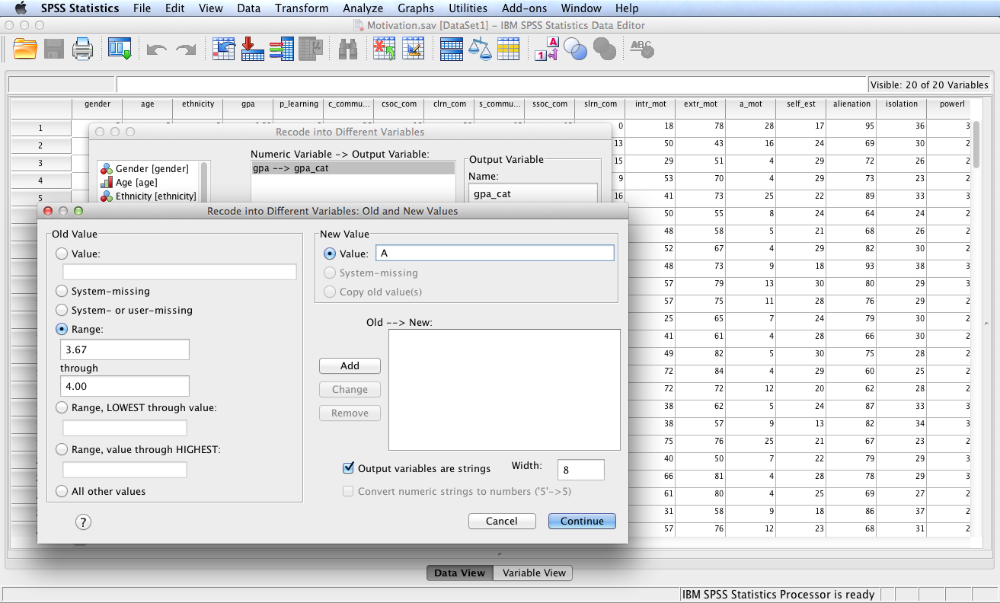 SPSS Statistics File Edit View Data Transform Analyze Graphs Utilities Add-ons Window Help
Motivation.sav [DataSet1] – IBM SPSS Statistics Data Editor
Visible: 20 of 20 Variables
gender age ethnicity gpa p_learning c_commu... csoc_com clrn_com s_commu... ssoc_com slrn_com intr_mot extr_mot a_mot self_est alienation isolation powerl
1 0 18 78 28 17 95 36 3
2 13 50 43 16 24 69 30 2
3 15 29 51 4 29 72 26 2
4 9 53 70 4 29 73 23 2
5 16 41 73 25 22 89 33 3
50 55 8 24 64 24 2
48 58 5 21 68 26 2
52 67 4 29 82 30 2
48 73 9 18 93 38 3
57 79 13 30 80 29 3
57 75 11 28 76 29 2
25 65 7 24 79 30 2
41 61 4 28 66 30 2
49 82 5 30 75 28 2
72 84 4 29 60 25 2
72 72 12 20 62 28 2
38 62 5 24 87 33 3
38 57 9 13 82 34 3
75 76 25 21 67 23 2
40 50 7 22 79 29 3
66 81 4 28 78 29 3
61 80 4 25 69 27 2
31 58 9 18 86 37 2
57 76 12 23 68 31 2
Recode into Different Variables
Gender [gender]
Age [age]
Ethnicity [ethnicity]
Numeric Variable -> Output Variable:
gpa --> gpa_cat
Output Variable
Name:
gpa_cat
Recode into Different Variables: Old and New Values
Old Value
Value:
System-missing
System- or user-missing
Range:
3.67
through
4.00
Range, LOWEST through value:
Range, value through HIGHEST:
All other values
?
New Value
Value: A
System-missing
Copy old value(s)
Old --> New:
Add
Change
Remove
Output variables are strings Width: 8
Convert numeric strings to numbers ('5'->5)
Cancel Continue
Data View Variable View
IBM SPSS Statistics Processor is ready